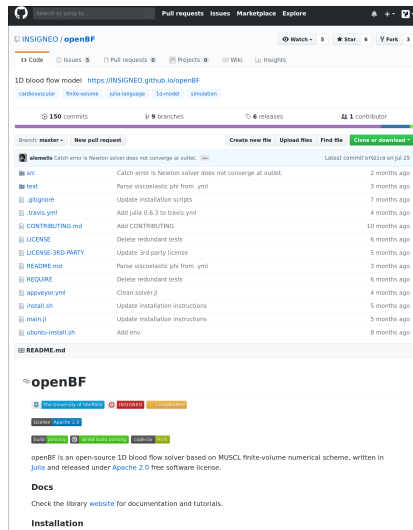 Search or jump to...
Pull requests Issues Marketplace Explore
INSIGNEO / openBF
Watch 5 Star 6 Fork 3
Code Issues 5 Pull requests 0 Projects 0 Wiki Insights
1D blood flow model https://INSIGNEO.github.io/openBF
cardiovascular finite-volume julia-language 1d-model simulation
150 commits 9 branches 6 releases 1 contributor
Branch: master New pull request Create new file Upload files Find file Clone or download
alemelis Catch error is Newton solver does not converge at outlet. Latest commit on Jul 25
src Catch error is Newton solver does not converge at outlet. 2 months ago
test Parse viscoelastic phi from .yml 3 months ago
.gitignore Update installation scripts 7 months ago
.travis.yml Add julia 0.6.3 to travis.yml 4 months ago
CONTRIBUTING.md Add CONTRIBUTING 10 months ago
LICENSE Delete redundant tests 6 months ago
LICENSE-3RD-PARTY Update 3rd party license 5 months ago
README.md Parse viscoelastic phi from .yml 3 months ago
REQUIRE Delete redundant tests 6 months ago
appveyor.yml Clean solver.jl 4 months ago
install.sh Update installation instructions 5 months ago
main.jl Update installation instructions 5 months ago
ubuntu-install.sh Add env 8 months ago
README.md
openBF
The University of Sheffield INSIGNEO CompBioMed
License Apache 2.0
build passing build passing codecov
openBF is an open-source 1D blood flow solver based on MUSCL finite-volume numerical scheme, written in
Julia and released under Apache 2.0 free software license.
Docs
Check the library website for documentation and tutorials.
Installation